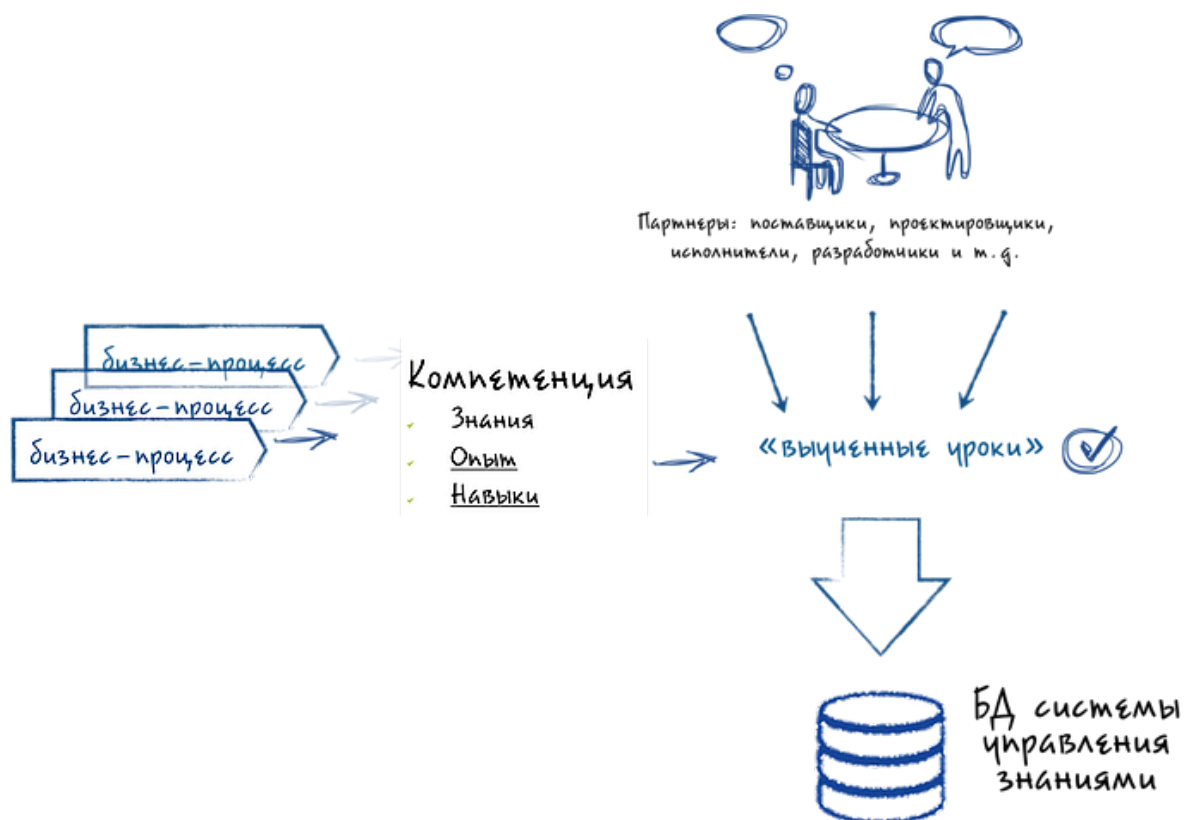 Партнеры: поставщики, проектировщики,
исполнители, разработчики и т.д.
бизнес-процесс
бизнес-процесс
бизнес-процесс
Компетенция
Знания
Опыт
Навыки
«выученные уроки»
БД системы
управления
знаниями